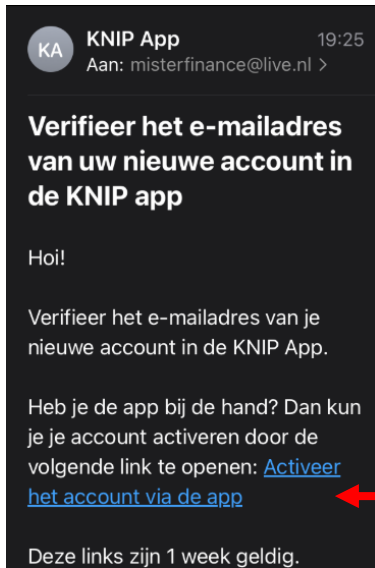 KA
KNIP App 19:25
Aan: misterfinance@live.nl >
Verifieer het e-mailadres
van uw nieuwe account in
de KNIP app
Hoi!
Verifieer het e-mailadres van je
nieuwe account in de KNIP App.
Heb je de app bij de hand? Dan kun
je je account activeren door de
volgende link te openen: Activeer
het account via de app
Deze links zijn 1 week geldig.